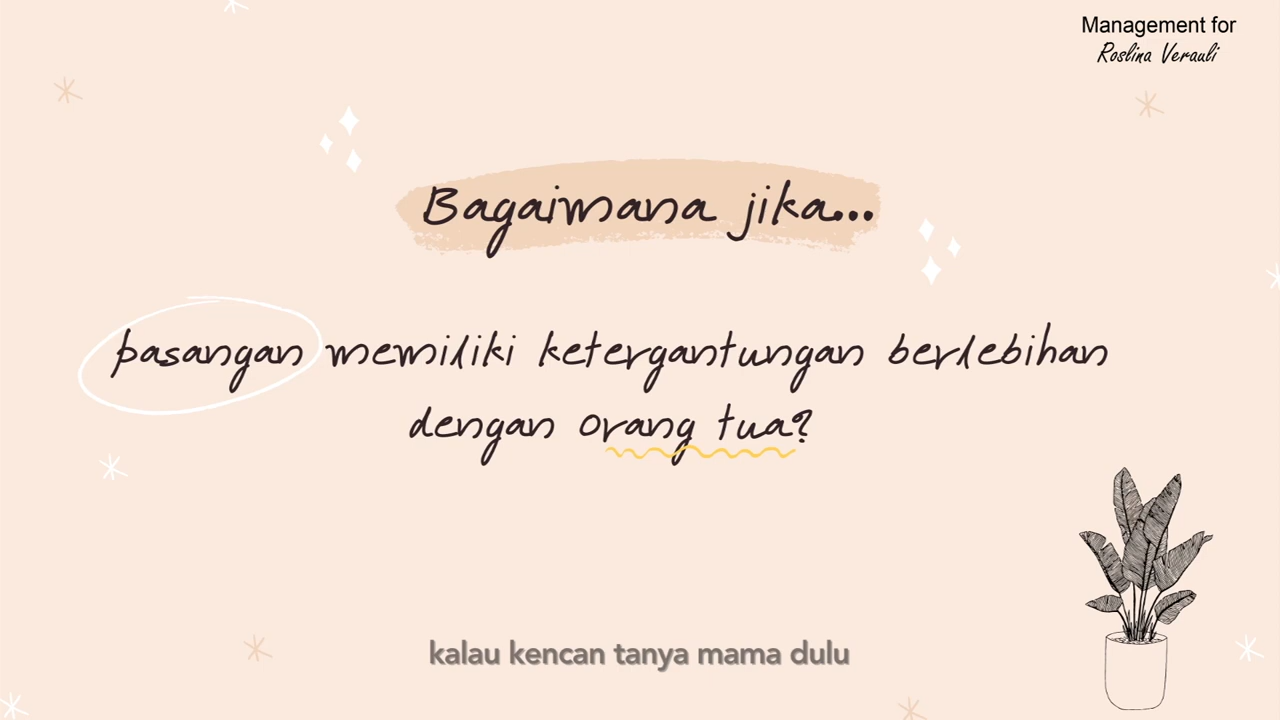 Management for
Roslina Verauli
Bagaimana jika...
pasangan memiliki ketergantungan berlebihan
dengan orang tua?
kalau kencan tanya mama dulu